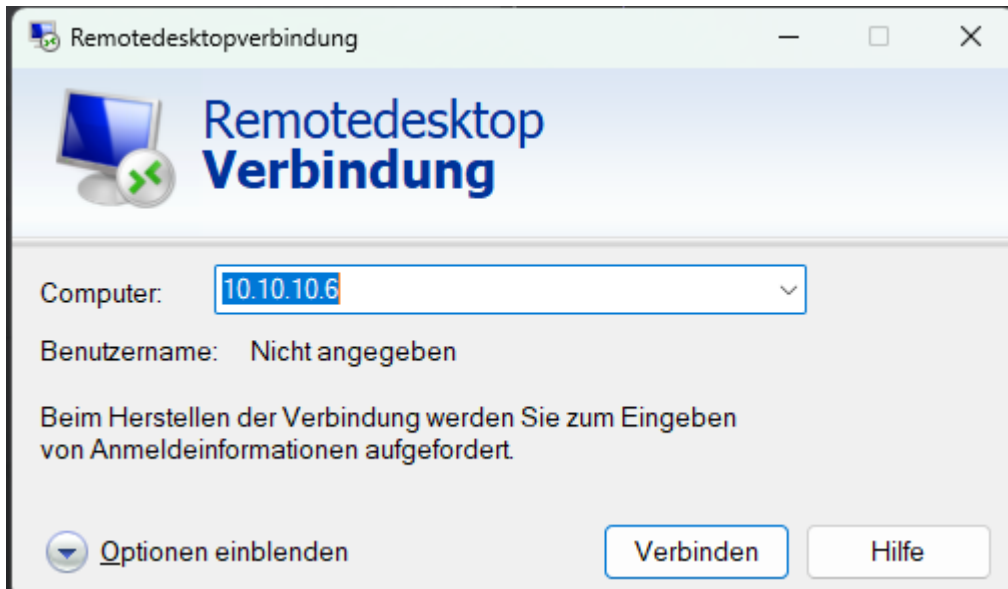 Remotedesktopverbindung
Remotedesktop
Verbindung
Computer: 10.10.10.6
Benutzername: Nicht angegeben
Beim Herstellen der Verbindung werden Sie zum Eingeben
von Anmeldeinformationen aufgefordert.
Optionen einblenden Verbinden Hilfe